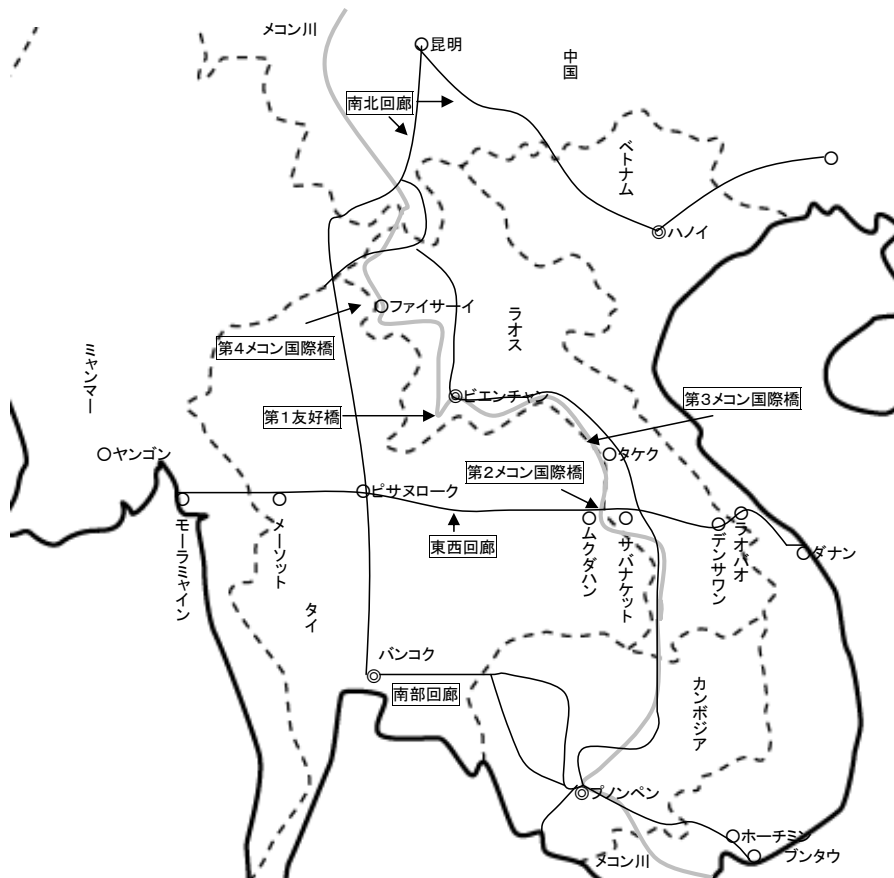 メコン川
昆明
中国
南北回廊
ベトナム
ハノイ
ファイサーイ
ラオス
第4メコン国際橋
ミャンマー
ビエンチャン
第3メコン国際橋
第1友好橋
ヤンゴン
タケク
第2メコン国際橋
ピサヌローク
モーラミャイン
メーソット
東西回廊
ムクダハン
サバナケット
デンサワン
ラオバオ
ダナン
タイ
バンコク
南部回廊
カンボジア
プノンペン
ホーチミン
ブンタウ
メコン川